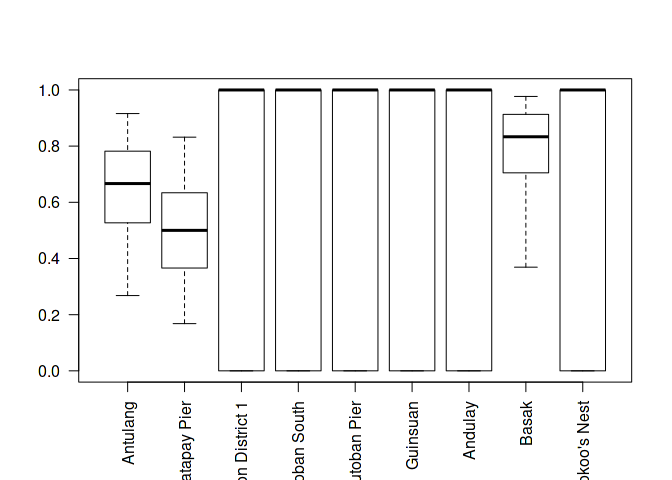 1.0
0.8
0.6
0.4
0.2
0.0
Antulang
atapay Pier
on District 1
oban South
utoban Pier
Guinsuan
Andulay
Basak
okoo's Nest